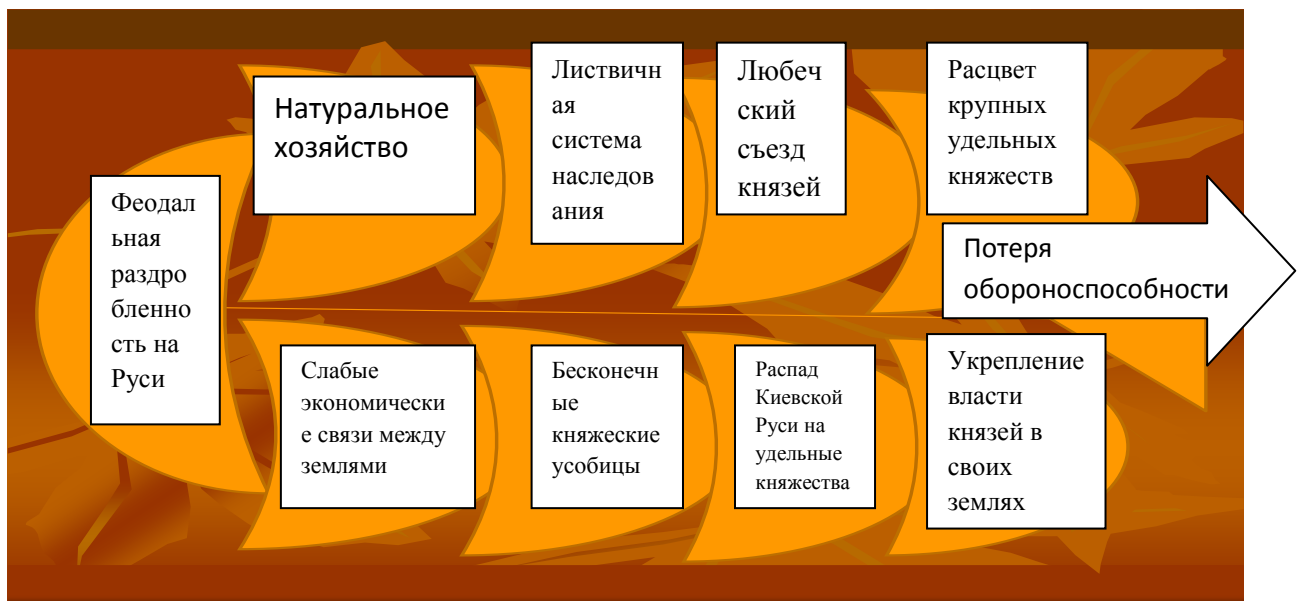 Феодал
ьная
раздро
бленно
сть на
Руси
Натуральное
хозяйство
Листвичн
ая
система
наследов
ания
Любеч
ский
съезд
князей
Расцвет
крупных
удельных
княжеств
Потеря
обороноспособности
Слабые
экономически
е связи между
землями
Бесконечн
ые
княжеские
усобицы
Распад
Киевской
Руси на
удельные
княжества
Укрепление
власти
князей в
своих
землях